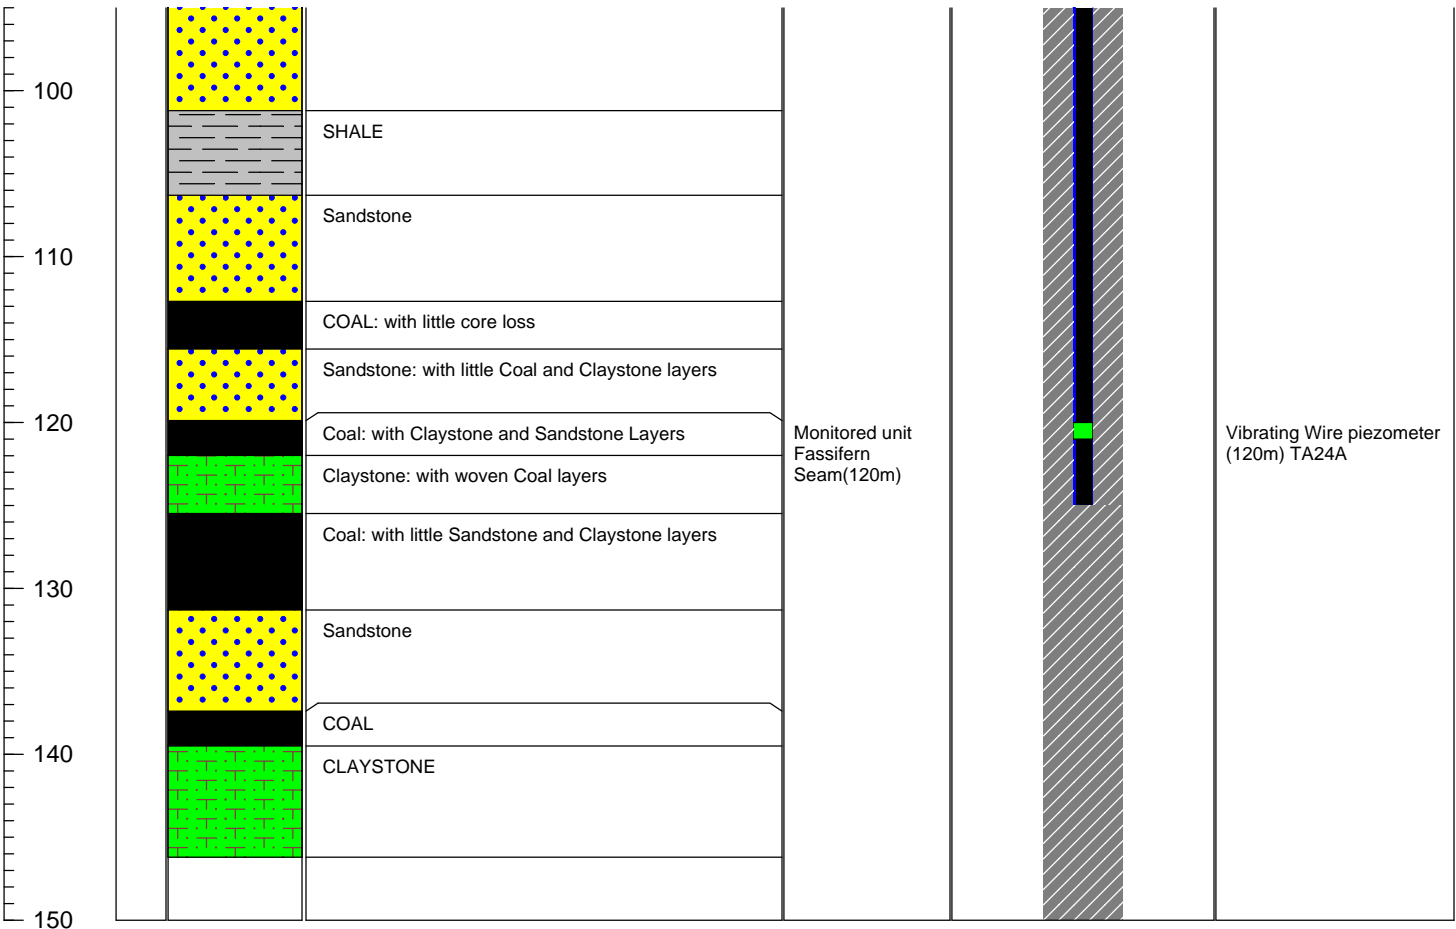 100
SHALE
Sandstone
110
COAL: with little core loss
Sandstone: with little Coal and Claystone layers
120
Coal: with Claystone and Sandstone Layers
Monitored unit
Fassifern
Seam(120m)
Vibrating Wire piezometer
(120m) TA24A
Claystone: with woven Coal layers
Coal: with little Sandstone and Claystone layers
130
Sandstone
COAL
140
CLAYSTONE
150